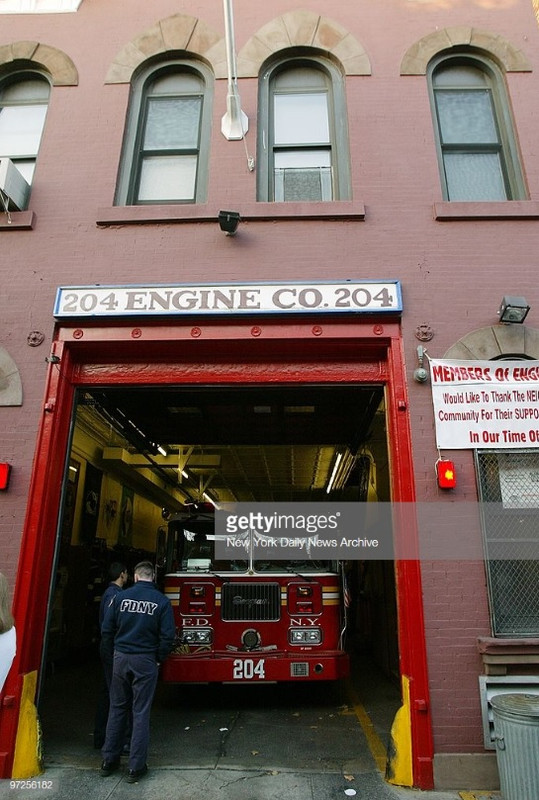 204 ENGINE CO. 204
MEMBERS OF ENG
Would Like To Thank The NEI
Community For Their SUPPO
In Our Time Of
gettyimages®
New York Daily News Archive
FDNY
F.D. N.Y.
204
97256182